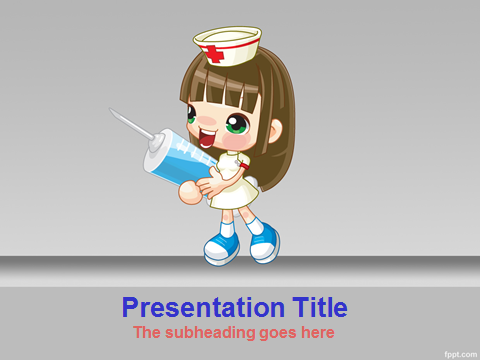 Presentation Title
The subheading goes here
fppt.com